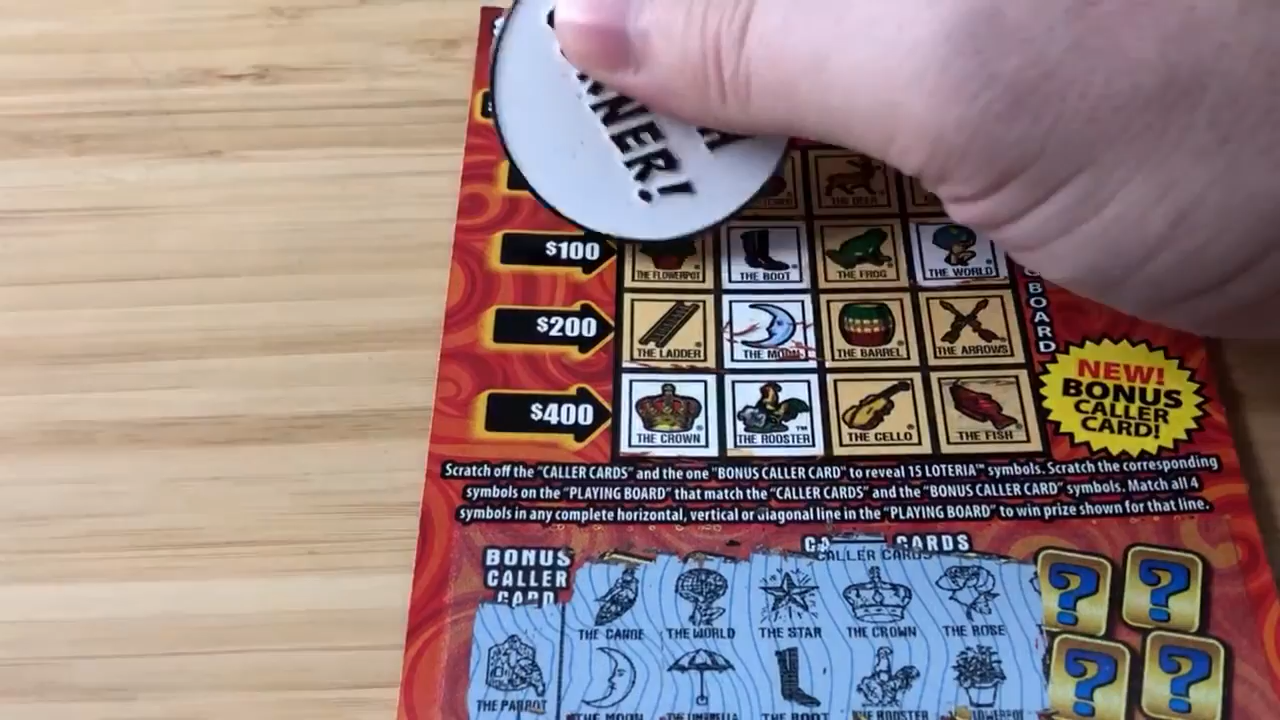 NER!
THE DEER
$100
THE FLOWERPOT
THE BOOT
THE FROG
THE WORLD
BOARD
$200
THE LADDER
THE MOON
THE BARREL
THE ARROWS
NEW!
BONUS
CALLER
CARD!
$400
THE CROWN
THE ROOSTER
THE CELLO
THE FISH
Scratch off the "CALLER CARDS" and the one "BONUS CALLER CARD" to reveal 15 LOTERIA™ symbols. Scratch the corresponding
symbols on the "PLAYING BOARD" that match the "CALLER CARDS" and the "BONUS CALLER CARD" symbols. Match all 4
symbols in any complete horizontal, vertical or diagonal line in the "PLAYING BOARD" to win prize shown for that line.
CARDS
CALLER CARDS
BONUS
CALLER
CARD
THE CANOE
THE WORLD
THE STAR
THE CROWN
THE ROSE
? ?
THE PARROT
THE MOON
THE UMBRELLA
THE BOOT
THE ROOSTER
FLOWERPOT
? ?